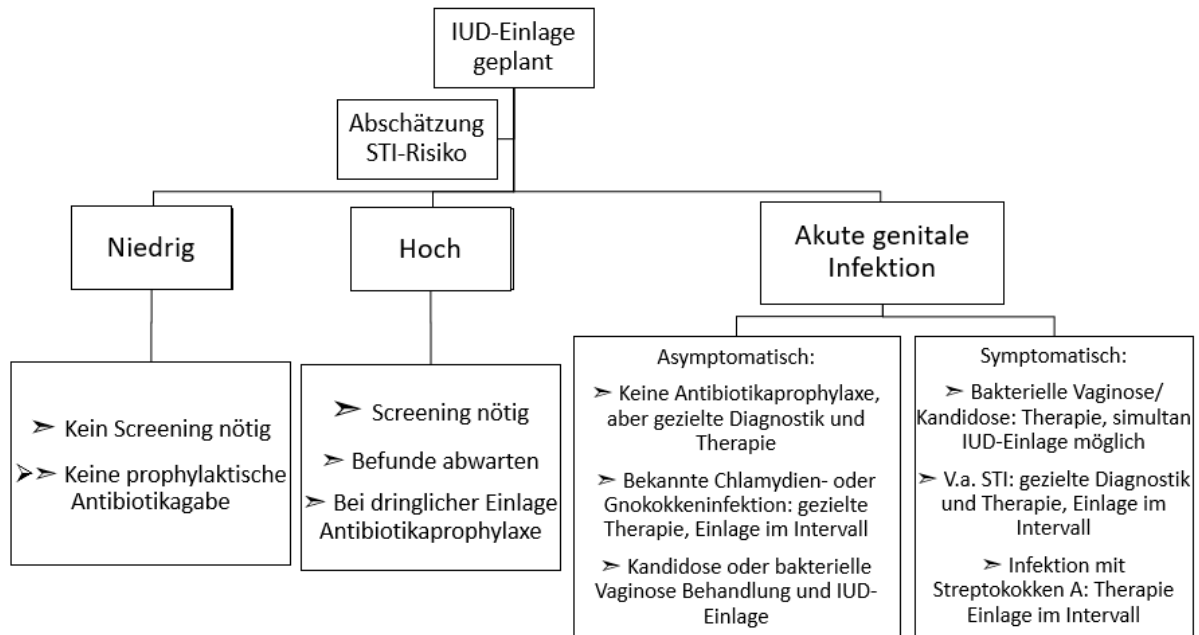 IUD-Einlage
geplant
Abschätzung
STI-Risiko
Niedrig
Hoch
Akute genitale
Infektion
➢ Kein Screening nötig
➢➢ Keine prophylaktische
Antibiotikagabe
➢ Screening nötig
➢ Befunde abwarten
➢ Bei dringlicher Einlage
Antibiotikaprophylaxe
Asymptomatisch:
➢ Keine Antibiotikaprophylaxe,
aber gezielte Diagnostik und
Therapie
➢ Bekannte Chlamydien- oder
Gnokokkeninfektion: gezielte
Therapie, Einlage im Intervall
➢ Kandidose oder bakterielle
Vaginose Behandlung und IUD-
Einlage
Symptomatisch:
➢ Bakterielle Vaginose/
Kandidose: Therapie, simultan
IUD-Einlage möglich
➢ V.a. STI: gezielte Diagnostik
und Therapie, Einlage im
Intervall
➢ Infektion mit
Streptokokken A: Therapie
Einlage im Intervall